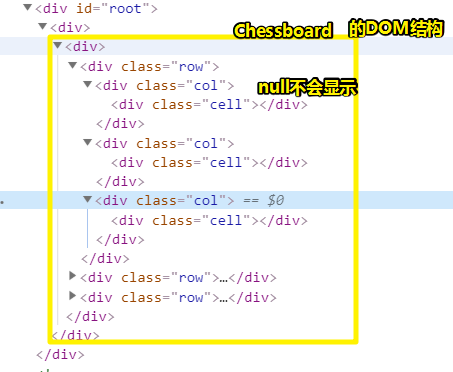 <div id="root">
<div>
<div>
Chessboard 的DOM结构
<div class="row">
<div class="col">
null不会显示
<div class="cell"></div>
</div>
<div class="col">
<div class="cell"></div>
</div>
<div class="col"> == $0
<div class="cell"></div>
</div>
</div>
<div class="row">…</div>
<div class="row">…</div>
</div>
</div>